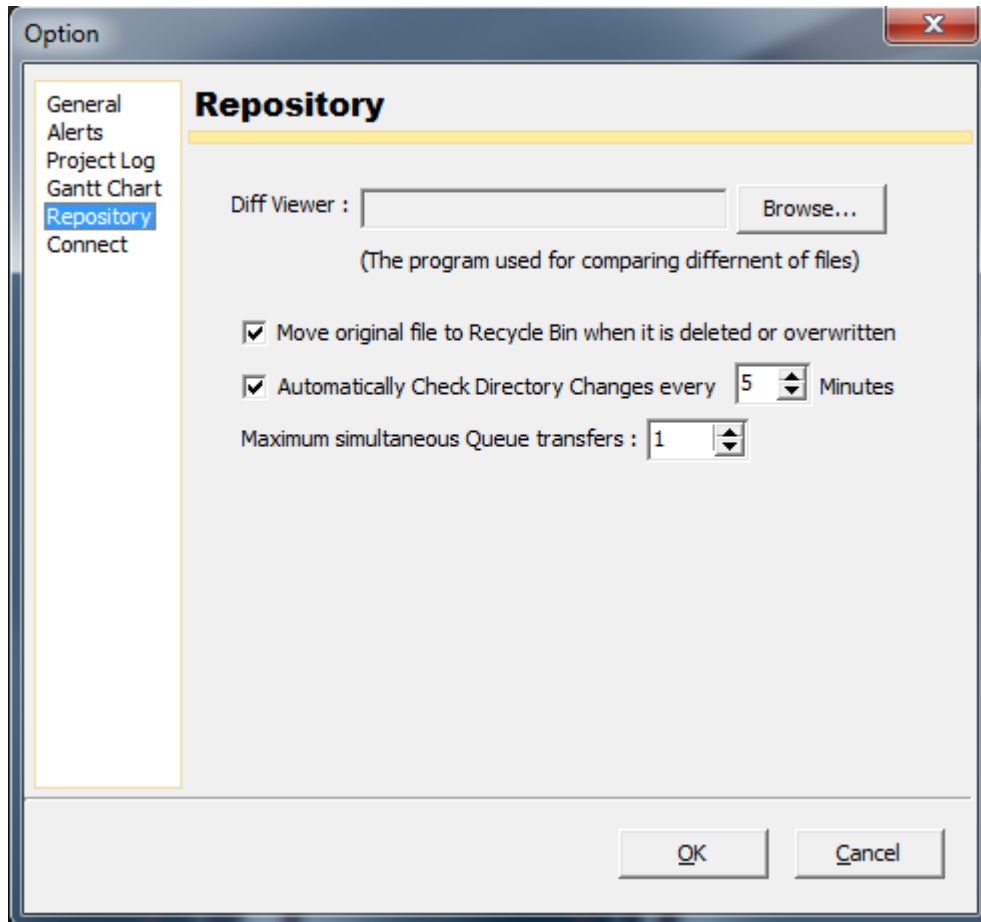 Option
General
Alerts
Project Log
Gantt Chart
Repository
Connect
Repository
Diff Viewer :
Browse...
(The program used for comparing differnent of files)
Move original file to Recycle Bin when it is deleted or overwritten
Automatically Check Directory Changes every 5 Minutes
Maximum simultaneous Queue transfers : 1
OK
Cancel